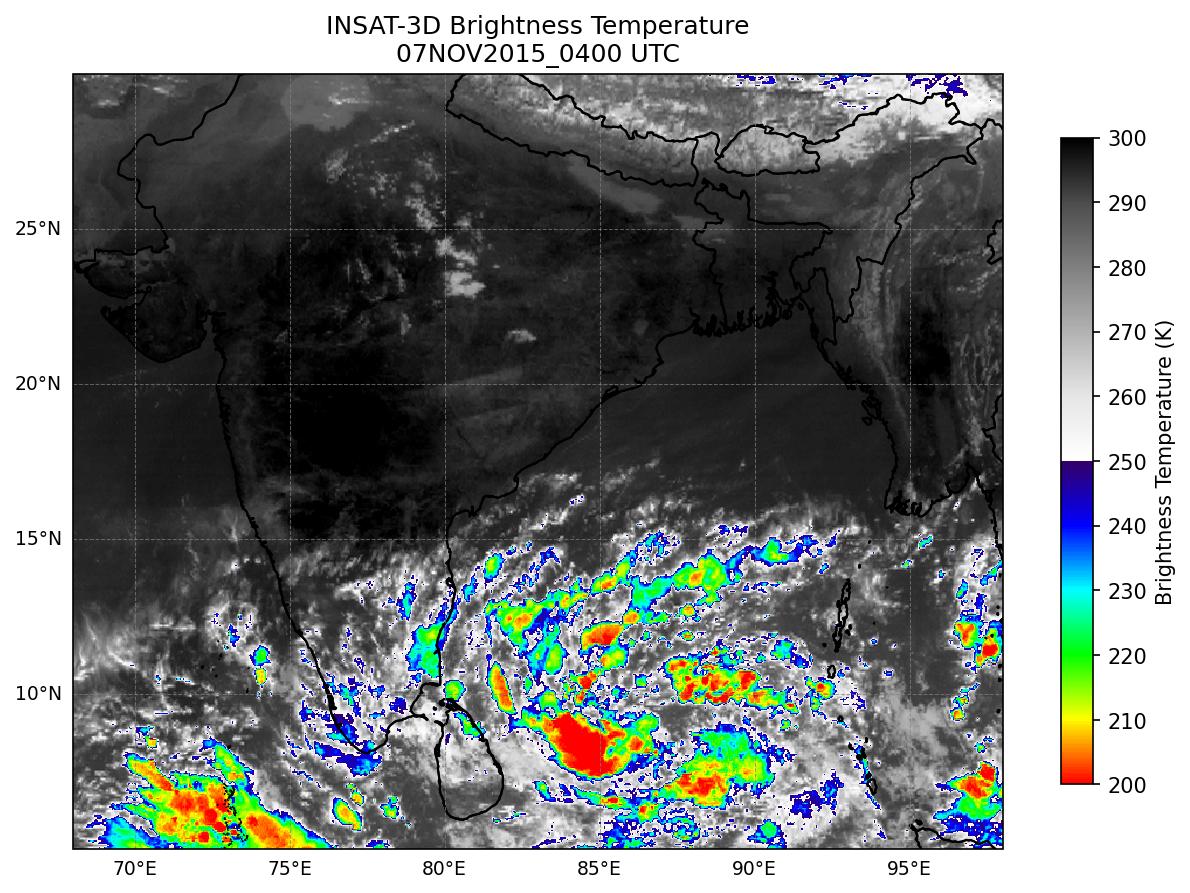 INSAT-3D Brightness Temperature
07NOV2015_0400 UTC
25°N
20°N
15°N
10°N
70°E
75°E
80°E
85°E
90°E
95°E
300
290
280
270
260
250
240
230
220
210
200
Brightness Temperature (K)